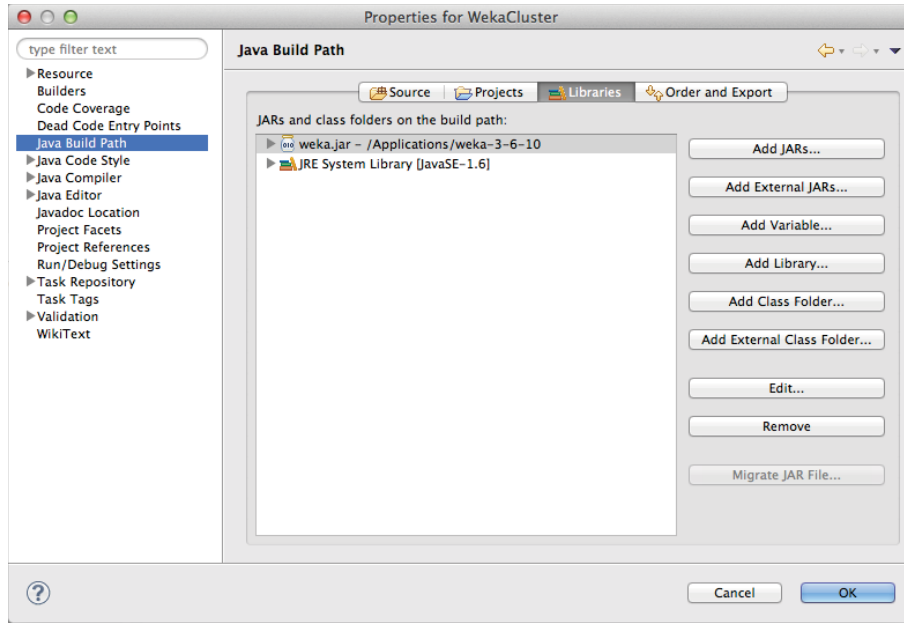 Properties for WekaCluster
type filter text
Resource
Builders
Code Coverage
Dead Code Entry Points
Java Build Path
Java Code Style
Java Compiler
Java Editor
Javadoc Location
Project Facets
Project References
Run/Debug Settings
Task Repository
Task Tags
Validation
WikiText
Java Build Path
Source
Projects
Libraries
Order and Export
JARs and class folders on the build path:
010
weka.jar - /Applications/weka-3-6-10
JRE System Library [JavaSE-1.6]
Add JARs...
Add External JARs...
Add Variable...
Add Library...
Add Class Folder...
Add External Class Folder...
Edit...
Remove
Migrate JAR File...
?
Cancel
OK